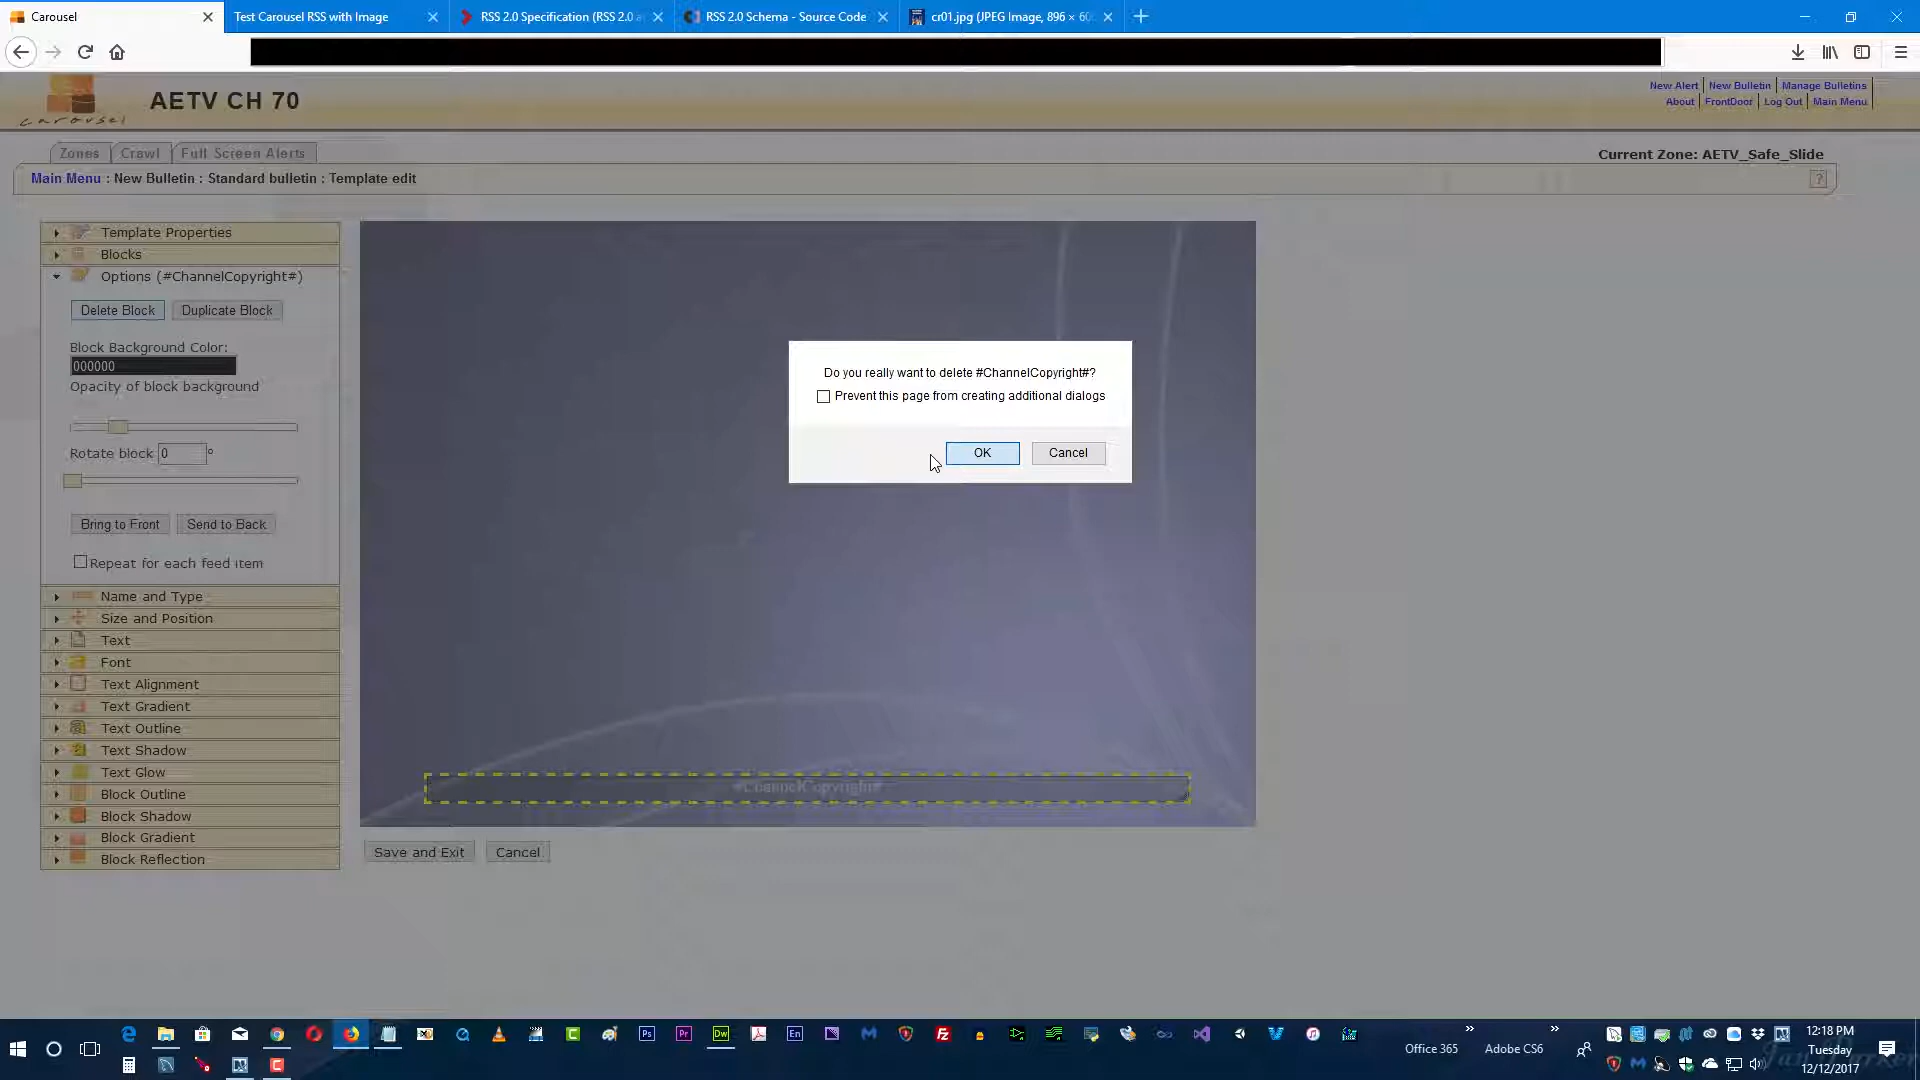 Carousel
Test Carousel RSS with Image
RSS 2.0 Specification (RSS 2.0 a
RSS 2.0 Schema - Source Code
cr01.jpg (JPEG Image, 896 × 60
carousel
AETV CH 70
New Alert
New Bulletin
Manage Bulletins
About
FrontDoor
Log Out
Main Menu
Zones
Crawl
Full Screen Alerts
Current Zone: AETV_Safe_Slide
Main Menu : New Bulletin : Standard bulletin : Template edit
?
Template Properties
Blocks
Options (#ChannelCopyright#)
Delete Block
Duplicate Block
Block Background Color:
000000
Opacity of block background
Rotate block 0 °
Bring to Front
Send to Back
Repeat for each feed item
Name and Type
Size and Position
Text
Font
Text Alignment
Text Gradient
Text Outline
Text Shadow
Text Glow
Block Outline
Block Shadow
Block Gradient
Block Reflection
Do you really want to delete #ChannelCopyright#?
Prevent this page from creating additional dialogs
OK
Cancel
#ChannelCopyright#
Save and Exit
Cancel
Ps
Pr
Dw
En
Fz
Office 365
Adobe CS6
12:18 PM
Tuesday
12/12/2017